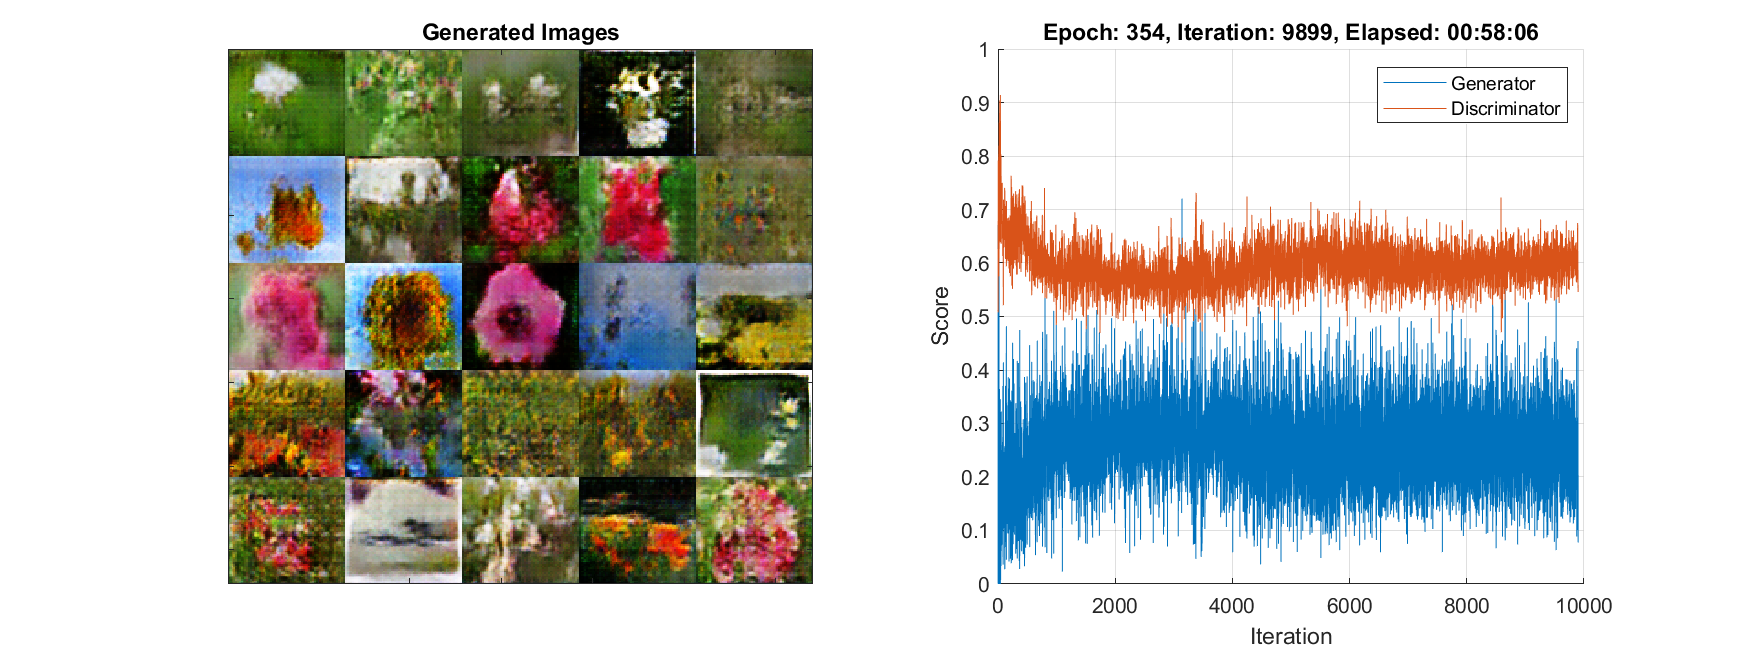 Generated Images
Epoch: 354, Iteration: 9899, Elapsed: 00:58:06
Generator
Discriminator
Score
1
0.9
0.8
0.7
0.6
0.5
0.4
0.3
0.2
0.1
0
0 2000 4000 6000 8000 10000
Iteration